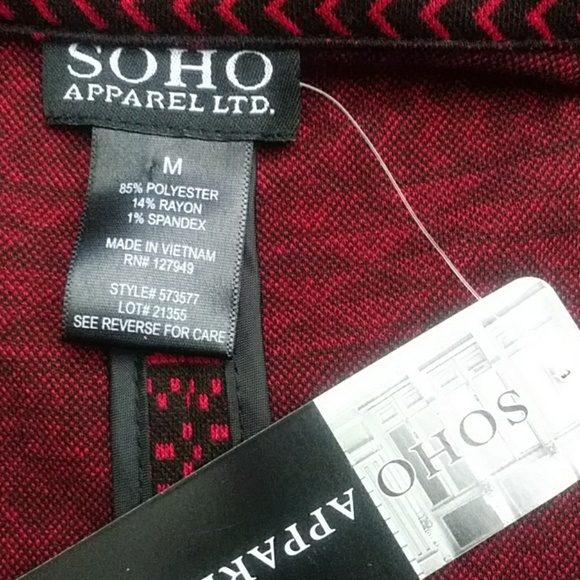 SOHO
APPAREL LTD.
M
85% POLYESTER
14% RAYON
1% SPANDEX
MADE IN VIETNAM
RN# 127949
STYLE# 573577
LOT# 21355
SEE REVERSE FOR CARE
SOHO
APPAR